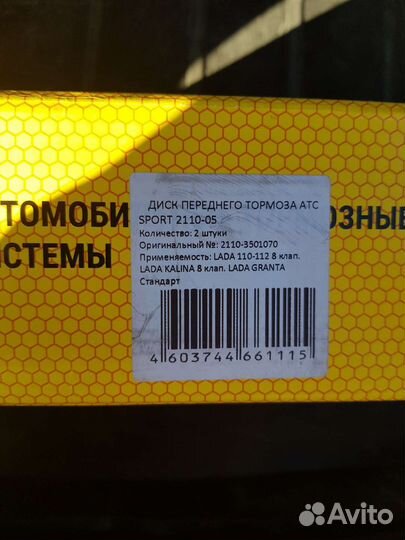 ТОМОБИ
ОЗНЫЕ
ИСТЕМЫ
ДИСК ПЕРЕДНЕГО ТОРМОЗА АТС
SPORT 2110-05
Количество: 2 штуки
Оригинальный №: 2110-3501070
Применяемость: LADA 110-112 8 клап.
LADA KALINA 8 клап. LADA GRANTA
Стандарт
4 603744 661115
Avito